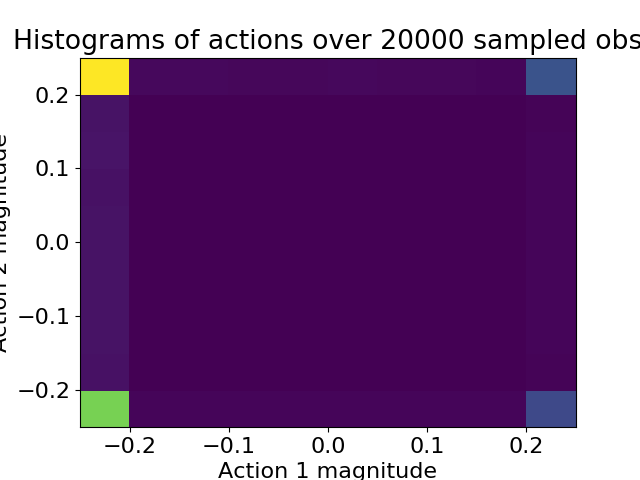 Histograms of actions over 20000 sampled obs
0.2
0.1
0.0
−0.1
−0.2
Action 2 magnitude
−0.2 −0.1 0.0 0.1 0.2
Action 1 magnitude